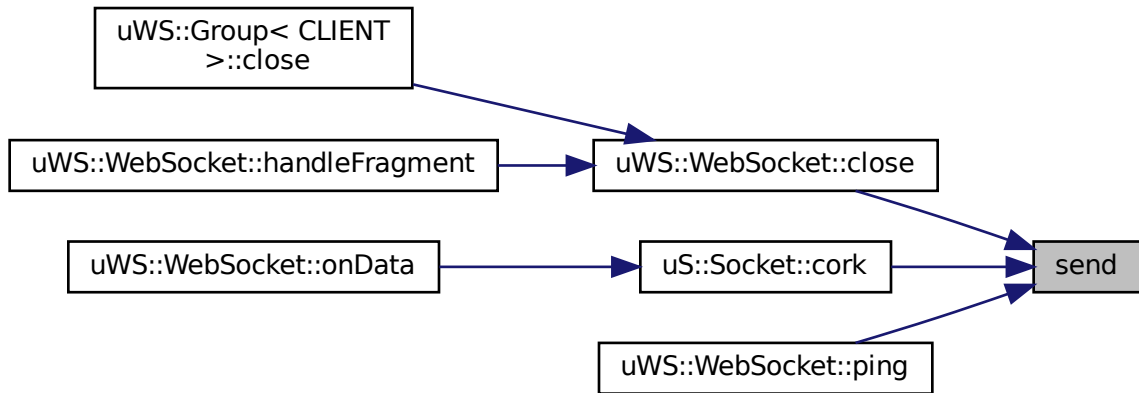 uWS::Group< CLIENT
>::close
uWS::WebSocket::handleFragment
uWS::WebSocket::close
uWS::WebSocket::onData
uS::Socket::cork
send
uWS::WebSocket::ping